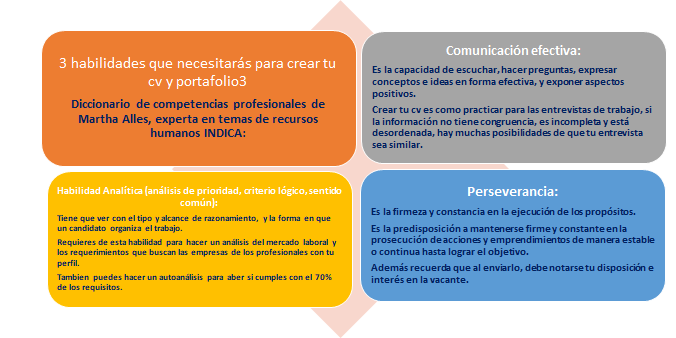 3 habilidades que necesitarás para crear tu
cv y portafolio3
Diccionario de competencias profesionales de
Martha Alles, experta en temas de recursos
humanos INDICA:
Comunicación efectiva:
Es la capacidad de escuchar, hacer preguntas, expresar
conceptos e ideas en forma efectiva, y exponer aspectos
positivos.
Crear tu cv es como practicar para las entrevistas de trabajo, si
la información no tiene congruencia, es incompleta y está
desordenada, hay muchas posibilidades de que tu entrevista
sea similar.
Habilidad Analítica (análisis de prioridad, criterio lógico, sentido
común):
Tiene que ver con el tipo y alcance de razonamiento, y la forma en que
un candidato organiza el trabajo.
Requieres de esta habilidad para hacer un análisis del mercado laboral y
los requerimientos que buscan las empresas de los profesionales con tu
perfil.
Tambien puedes hacer un autoanálisis para aber si cumples con el 70%
de los requisitos.
Perseverancia:
Es la firmeza y constancia en la ejecución de los propósitos.
Es la predisposición a mantenerse firme y constante en la
prosecución de acciones y emprendimientos de manera estable
o continua hasta lograr el objetivo.
Además recuerda que al enviarlo, debe notarse tu disposición e
interés en la vacante.